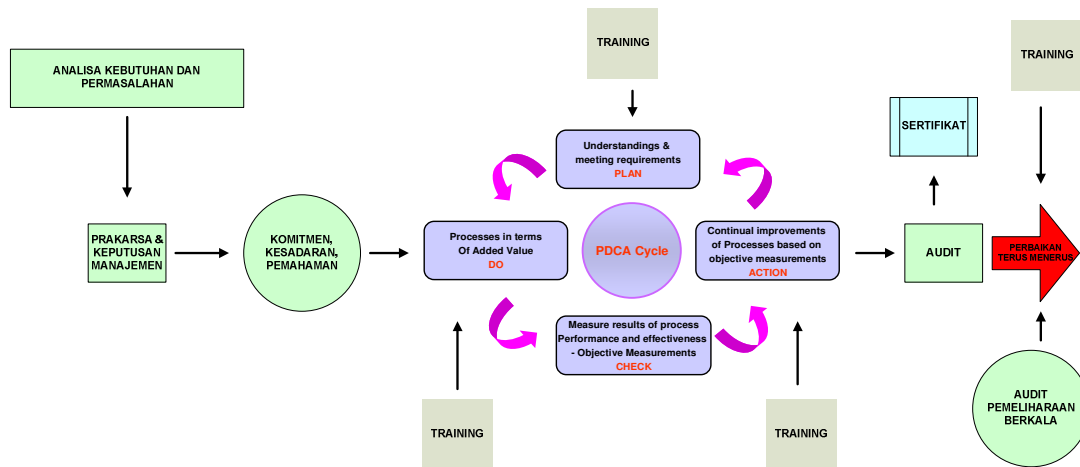 ANALISA KEBUTUHAN DAN
PERMASALAHAN
PRAKARSA &
KEPUTUSAN
MANAJEMEN
KOMITMEN,
KESADARAN,
PEMAHAMAN
TRAINING
Understandings &
meeting requirements
PLAN
Processes in terms
Of Added Value
DO
PDCA Cycle
Continual improvements
of Processes based on
objective measurements
ACTION
Measure results of process
Performance and effectiveness
- Objective Measurements
CHECK
TRAINING
TRAINING
SERTIFIKAT
AUDIT
TRAINING
PERBAIKAN
TERUS MENERUS
AUDIT
PEMELIHARAAN
BERKALA